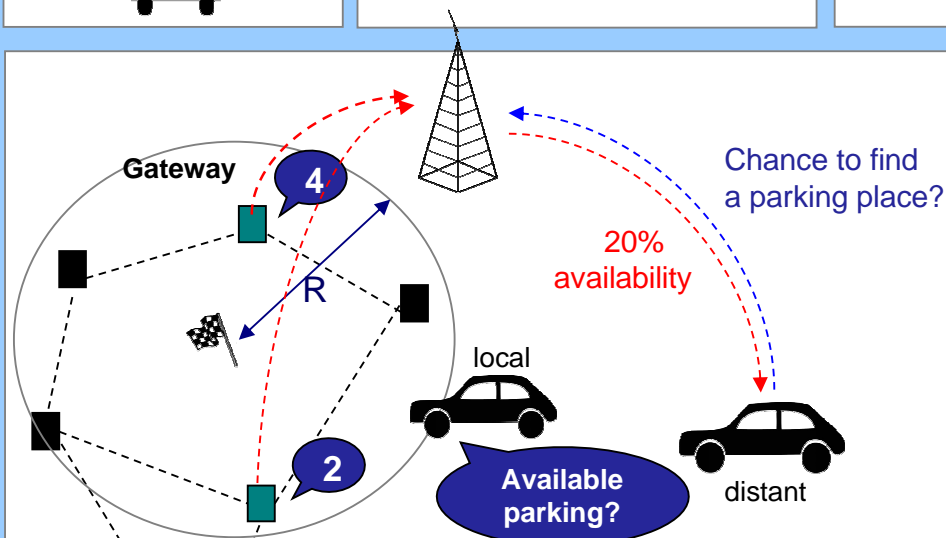 Gateway
4
Chance to find
a parking place?
20%
availability
R
local
2
Available
parking?
distant